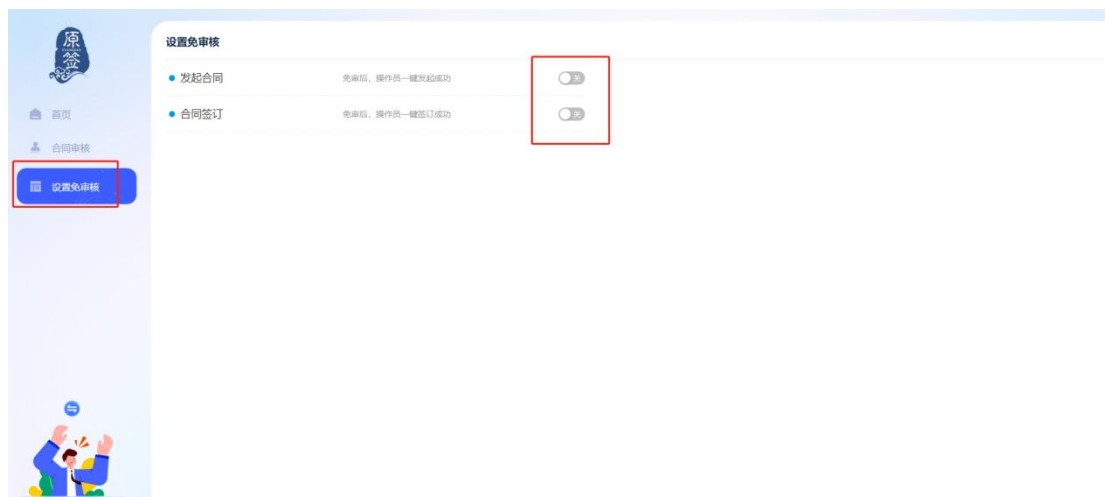 原签
设置免审核
发起合同 免审后，操作员一键发起成功 关
合同签订 免审后，操作员一键签订成功 关
首页
合同审核
设置免审核